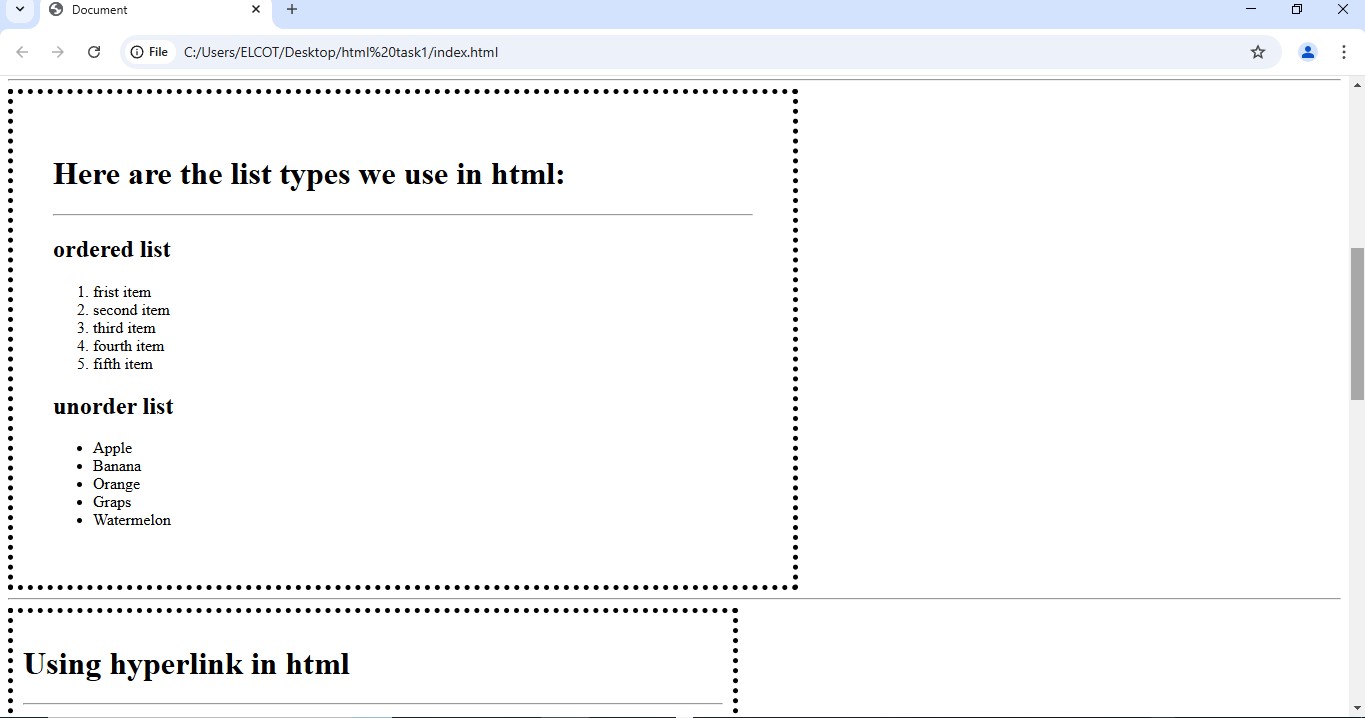 Document
File
C:/Users/ELCOT/Desktop/html%20task1/index.html
Here are the list types we use in html:
ordered list
1. frist item
2. second item
3. third item
4. fourth item
5. fifth item
unorder list
• Apple
• Banana
• Orange
• Graps
• Watermelon
Using hyperlink in html